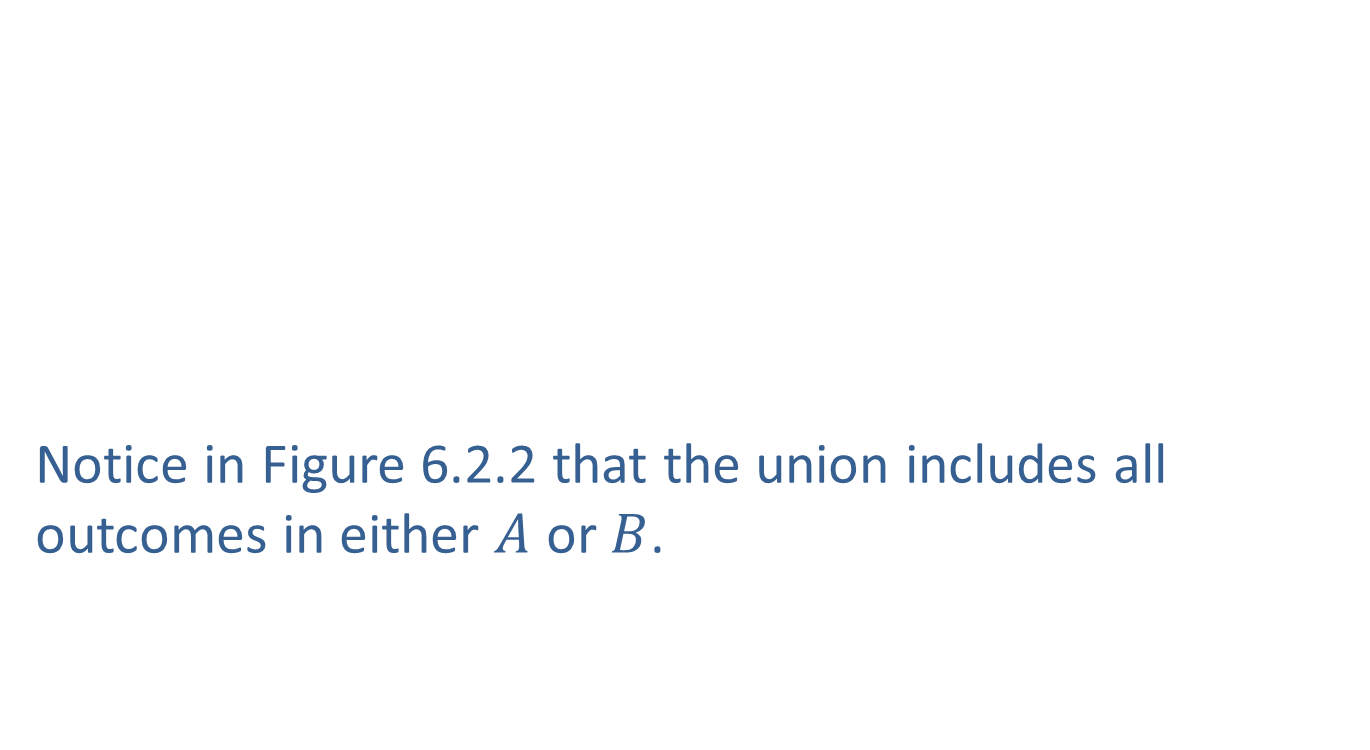 Notice in Figure 6.2.2 that the union includes all
outcomes in either A or B.